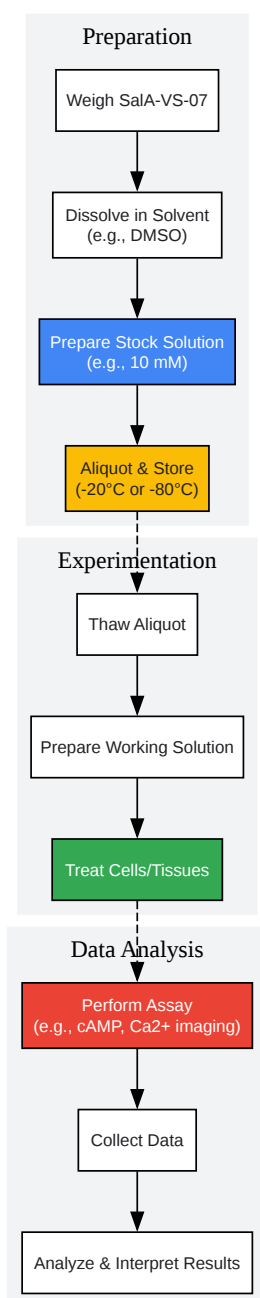 Preparation
Weigh SalA-VS-07
Dissolve in Solvent
(e.g., DMSO)
Prepare Stock Solution
(e.g., 10 mM)
Aliquot & Store
(-20°C or -80°C)
Experimentation
Thaw Aliquot
Prepare Working Solution
Treat Cells/Tissues
Data Analysis
Perform Assay
(e.g., cAMP, Ca2+ imaging)
Collect Data
Analyze & Interpret Results